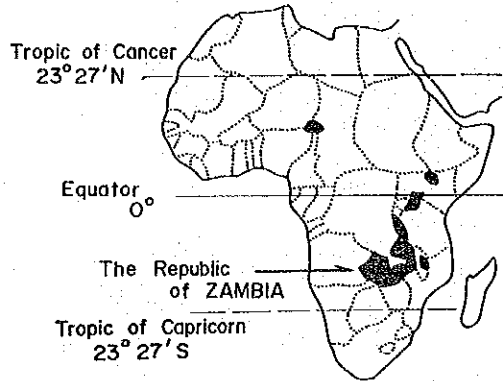 Tropic of Cancer
23°27'N
Equator
0°
The Republic
of ZAMBIA
Tropic of Capricorn
23°27'S